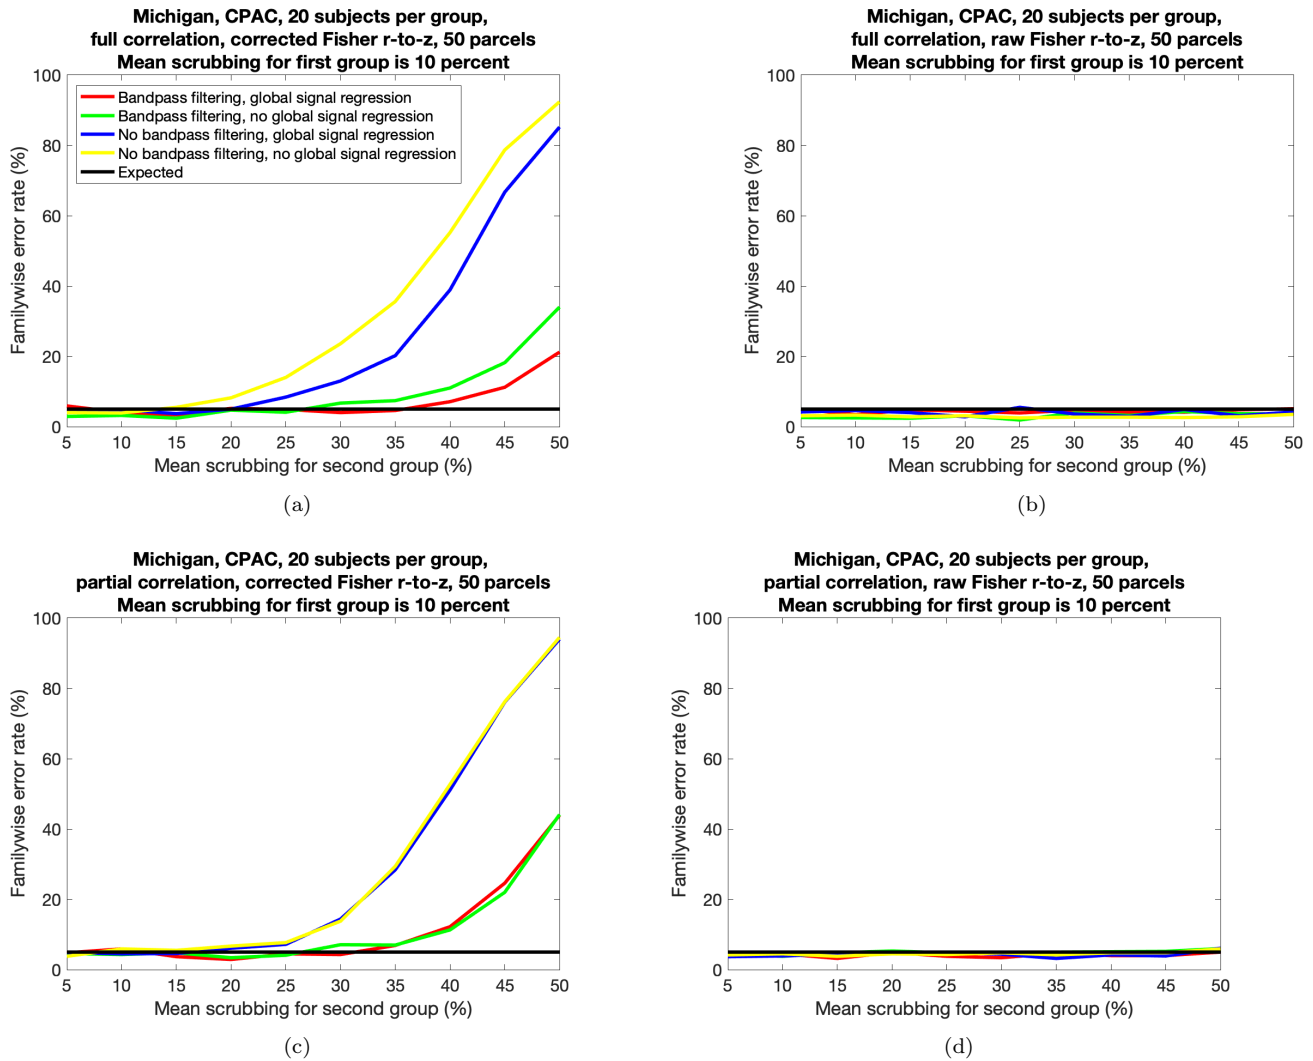 Michigan, CPAC, 20 subjects per group,
full correlation, corrected Fisher r-to-z, 50 parcels
Mean scrubbing for first group is 10 percent
100
80
60
40
20
0
Familywise error rate (%)
Bandpass filtering, global signal regression
Bandpass filtering, no global signal regression
No bandpass filtering, global signal regression
No bandpass filtering, no global signal regression
Expected
5 10 15 20 25 30 35 40 45 50
Mean scrubbing for second group (%)
(a)
Michigan, CPAC, 20 subjects per group,
full correlation, raw Fisher r-to-z, 50 parcels
Mean scrubbing for first group is 10 percent
100
80
60
40
20
0
Familywise error rate (%)
5 10 15 20 25 30 35 40 45 50
Mean scrubbing for second group (%)
(b)
Michigan, CPAC, 20 subjects per group,
partial correlation, corrected Fisher r-to-z, 50 parcels
Mean scrubbing for first group is 10 percent
100
80
60
40
20
0
Familywise error rate (%)
5 10 15 20 25 30 35 40 45 50
Mean scrubbing for second group (%)
(c)
Michigan, CPAC, 20 subjects per group,
partial correlation, raw Fisher r-to-z, 50 parcels
Mean scrubbing for first group is 10 percent
100
80
60
40
20
0
Familywise error rate (%)
5 10 15 20 25 30 35 40 45 50
Mean scrubbing for second group (%)
(d)